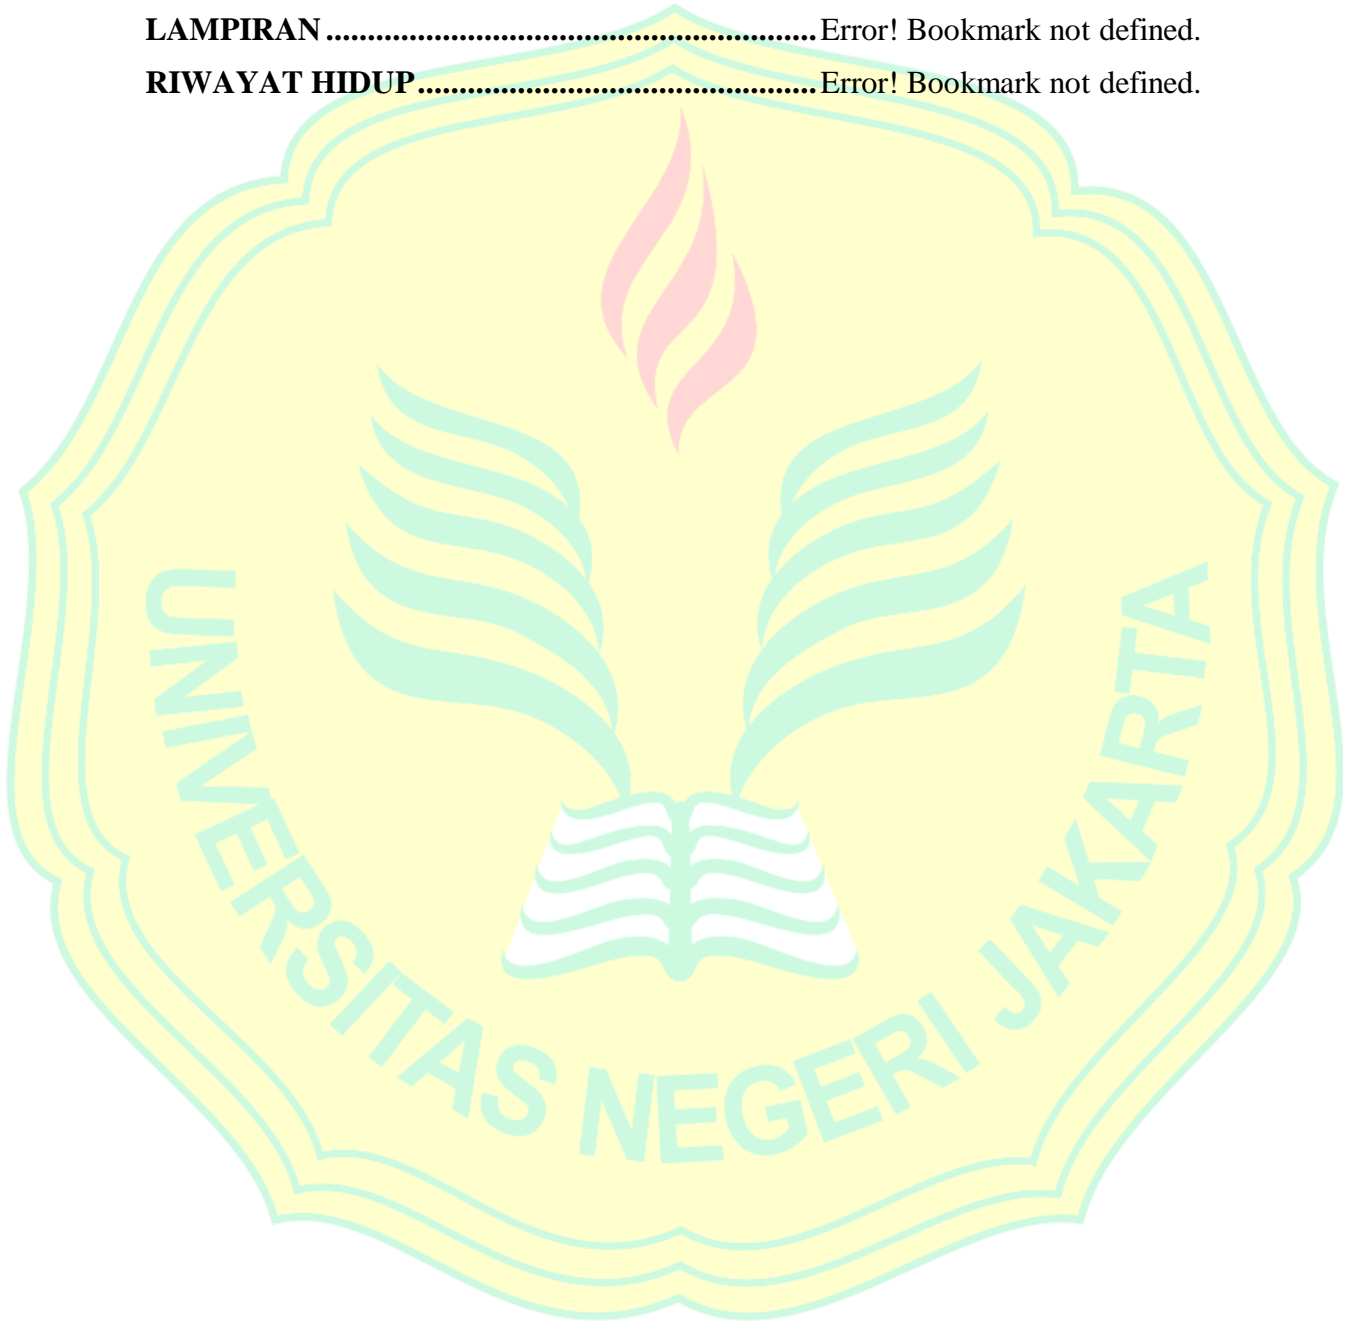 LAMPIRAN ............................................................ Error! Bookmark not defined.
RIWAYAT HIDUP ................................................. Error! Bookmark not defined.
UNIVERSITAS NEGERI JAKARTA